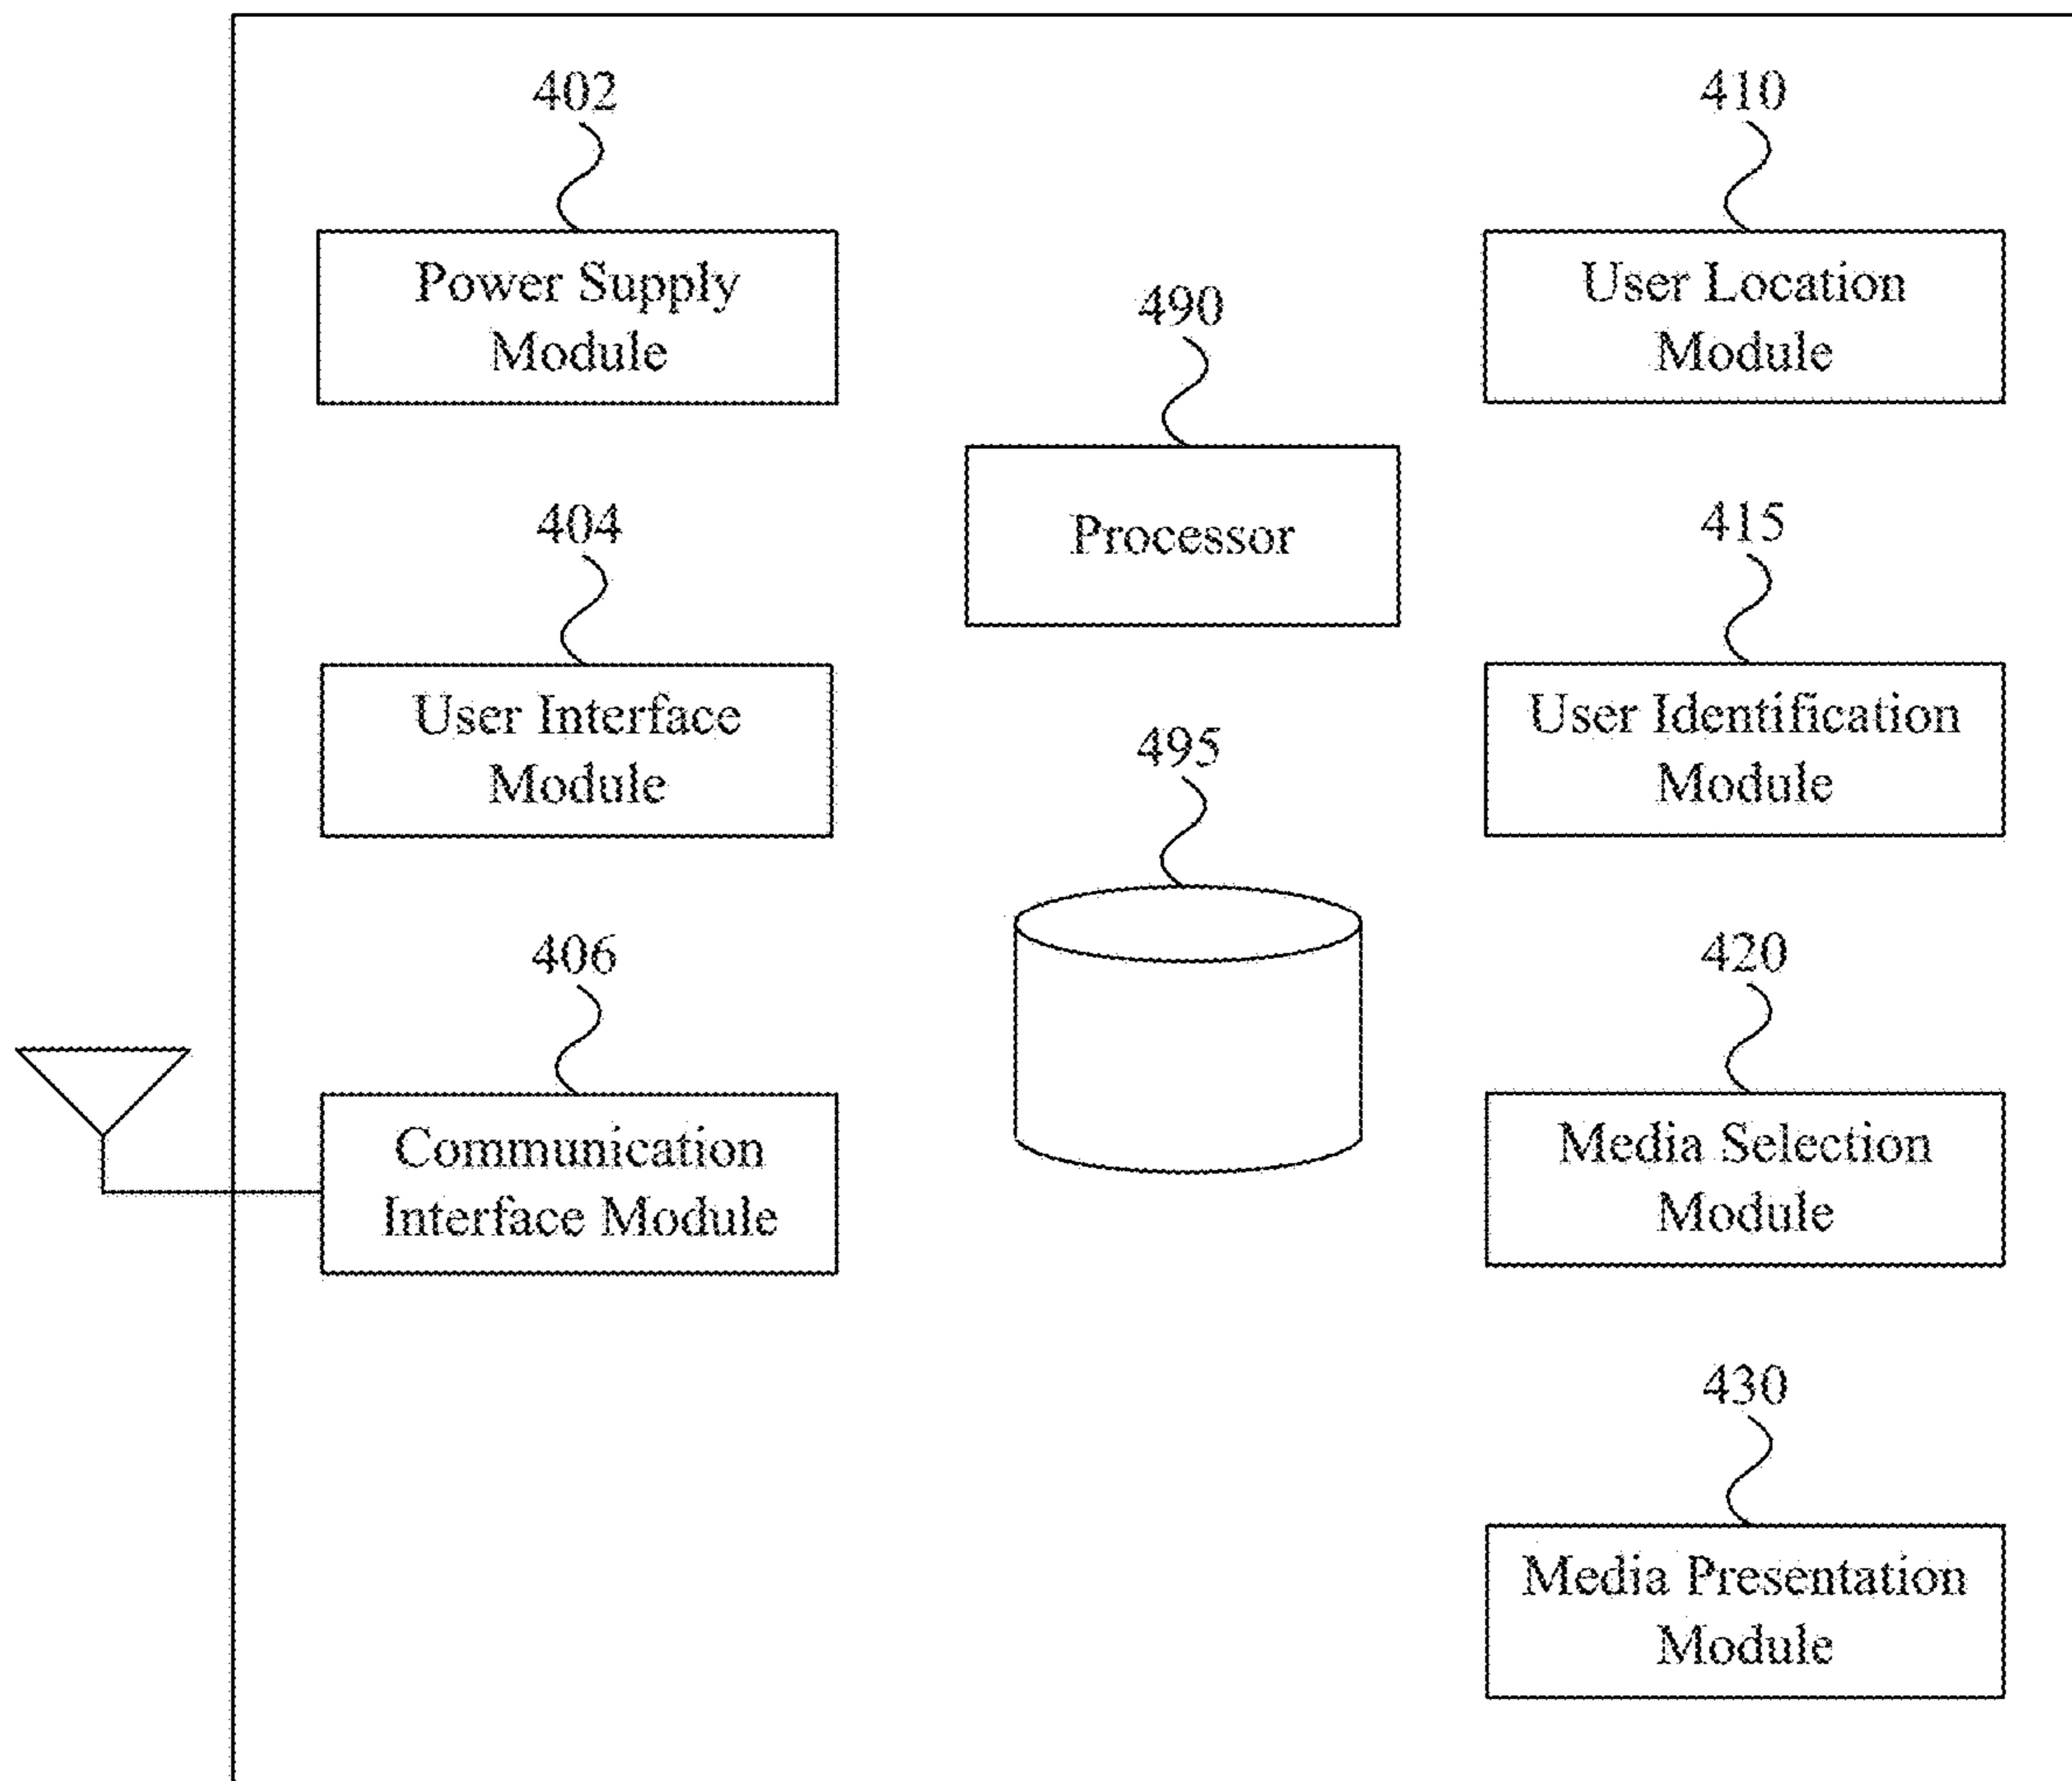 402
Power Supply
Module
404
User Interface
Module
406
Communication
Interface Module
490
Processor
495
410
User Location
Module
415
User Identification
Module
420
Media Selection
Module
430
Media Presentation
Module